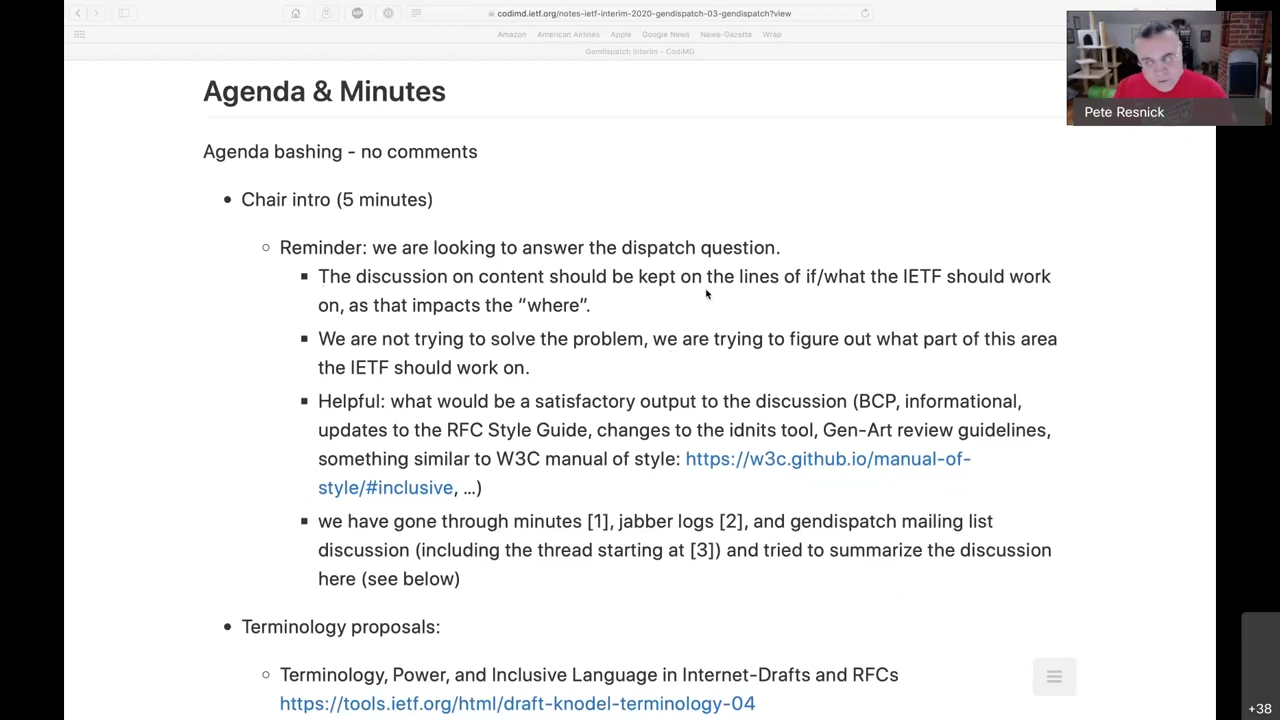 codimd.ietf.org/notes-ietf-interim-2020-gendispatch-03-gendispatch?view
Amazon American Airlines Apple Google News News-Gazette Wrap
Gendispatch Interim - CodiMD
Pete Resnick
Agenda & Minutes
Agenda bashing - no comments
• Chair intro (5 minutes)
○ Reminder: we are looking to answer the dispatch question.
▪ The discussion on content should be kept on the lines of if/what the IETF should work
on, as that impacts the “where”.
▪ We are not trying to solve the problem, we are trying to figure out what part of this area
the IETF should work on.
▪ Helpful: what would be a satisfactory output to the discussion (BCP, informational,
updates to the RFC Style Guide, changes to the idnits tool, Gen-Art review guidelines,
something similar to W3C manual of style: https://w3c.github.io/manual-of-
style/#inclusive, …)
▪ we have gone through minutes [1], jabber logs [2], and gendispatch mailing list
discussion (including the thread starting at [3]) and tried to summarize the discussion
here (see below)
• Terminology proposals:
○ Terminology, Power, and Inclusive Language in Internet-Drafts and RFCs
https://tools.ietf.org/html/draft-knodel-terminology-04
+38